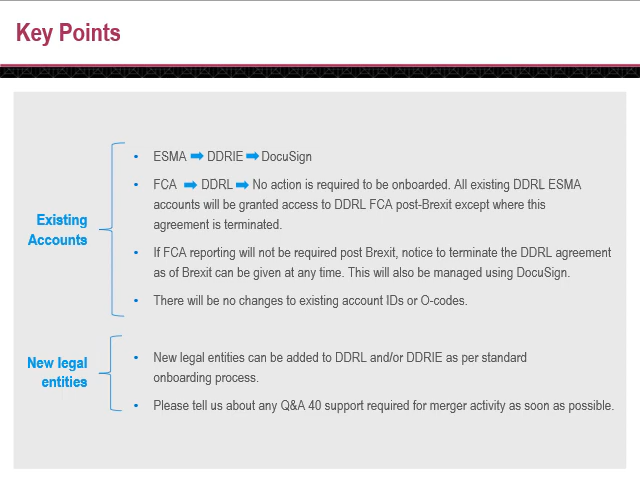 Key Points
Existing
Accounts
• ESMA ➡ DDRIE ➡ DocuSign
• FCA ➡ DDRL ➡ No action is required to be onboarded. All existing DDRL ESMA
accounts will be granted access to DDRL FCA post-Brexit except where this
agreement is terminated.
• If FCA reporting will not be required post Brexit, notice to terminate the DDRL agreement
as of Brexit can be given at any time. This will also be managed using DocuSign.
• There will be no changes to existing account IDs or O-codes.
New legal
entities
• New legal entities can be added to DDRL and/or DDRIE as per standard
onboarding process.
• Please tell us about any Q&A 40 support required for merger activity as soon as possible.